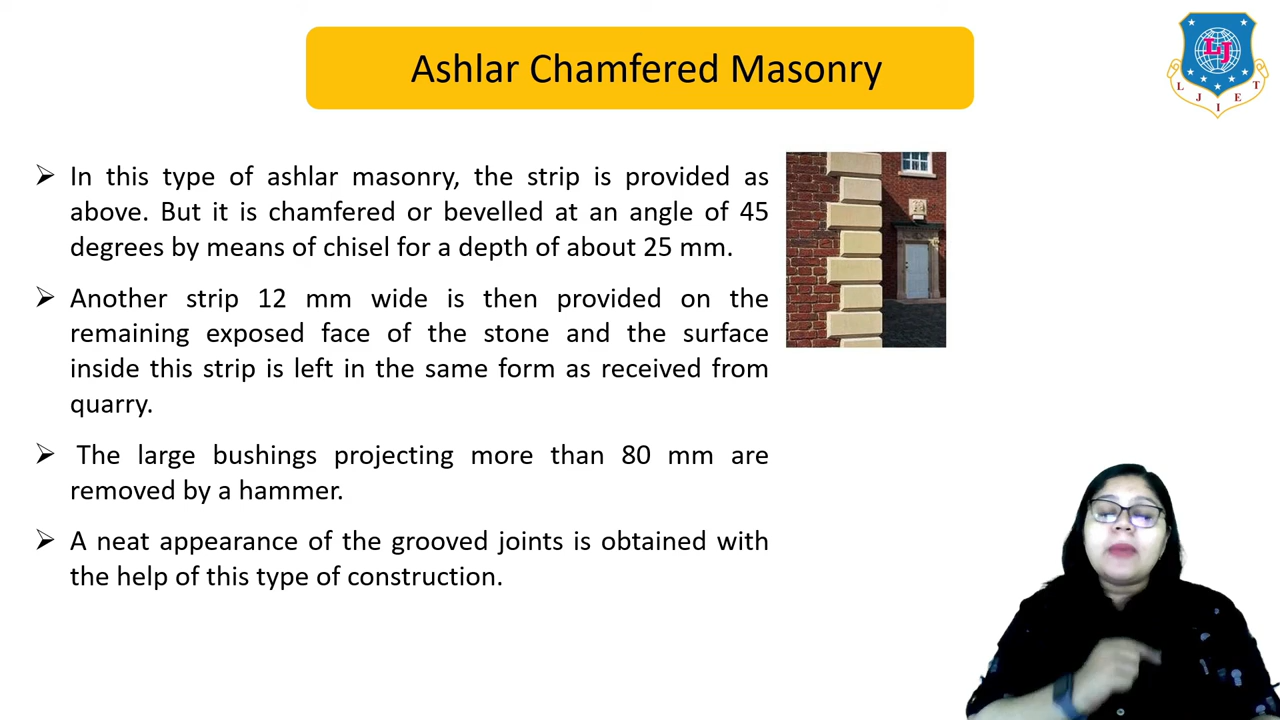 Ashlar Chamfered Masonry
LJ
L J I E T
➢ In this type of ashlar masonry, the strip is provided as
above. But it is chamfered or bevelled at an angle of 45
degrees by means of chisel for a depth of about 25 mm.
➢ Another strip 12 mm wide is then provided on the
remaining exposed face of the stone and the surface
inside this strip is left in the same form as received from
quarry.
➢ The large bushings projecting more than 80 mm are
removed by a hammer.
➢ A neat appearance of the grooved joints is obtained with
the help of this type of construction.